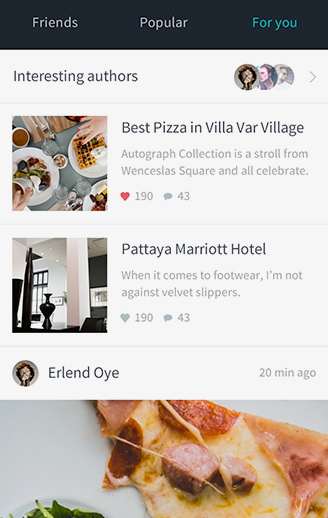 Friends Popular For you
Interesting authors
Best Pizza in Villa Var Village
Autograph Collection is a stroll from
Wenceslas Square and all celebrate.
190 43
Pattaya Marriott Hotel
When it comes to footwear, I'm not
against velvet slippers.
190 43
Erlend Oye 20 min ago